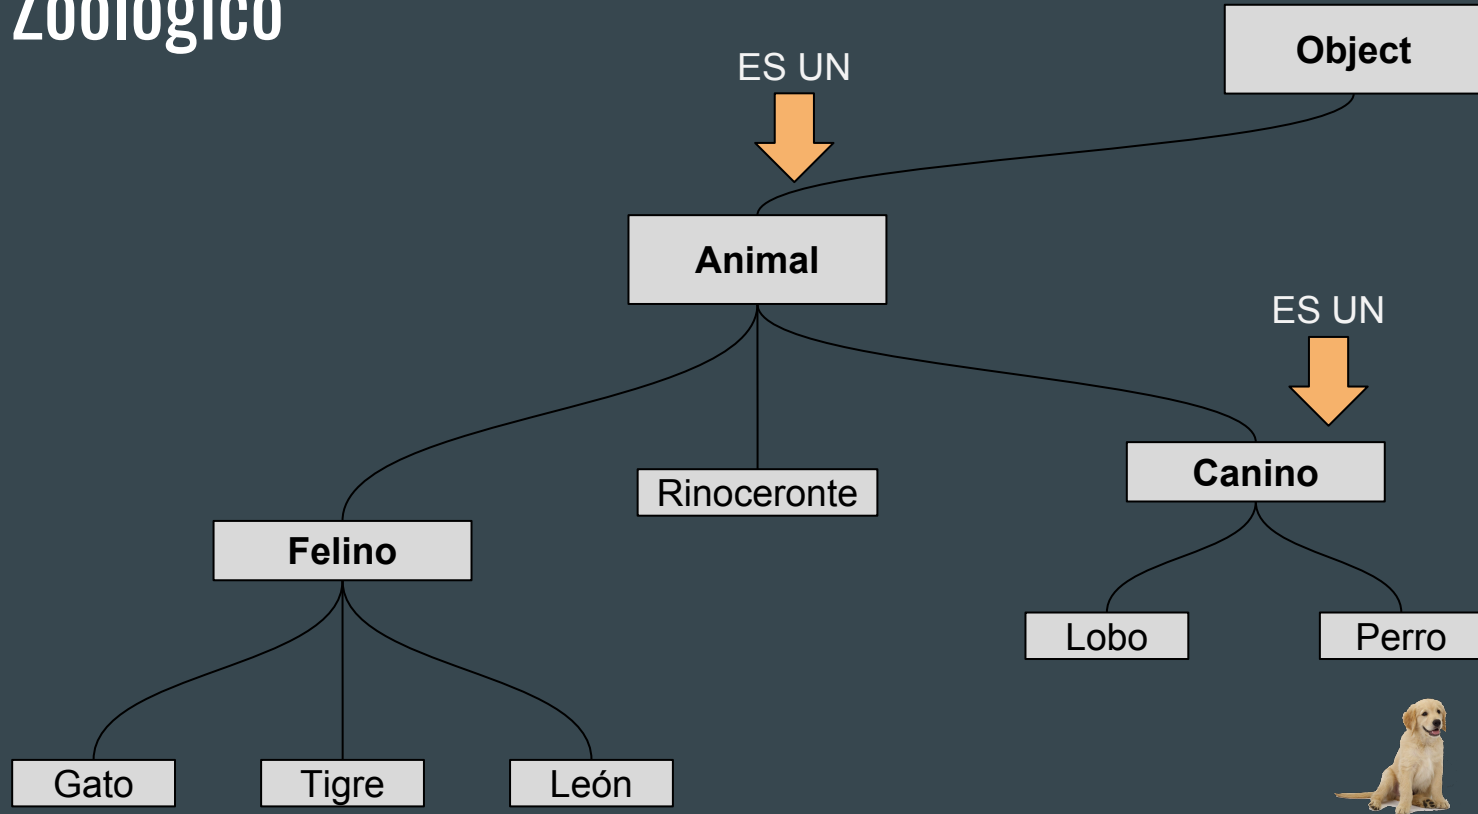 Zoológico
ES UN
Object
Animal
ES UN
Canino
Rinoceronte
Felino
Lobo
Perro
Gato
Tigre
León